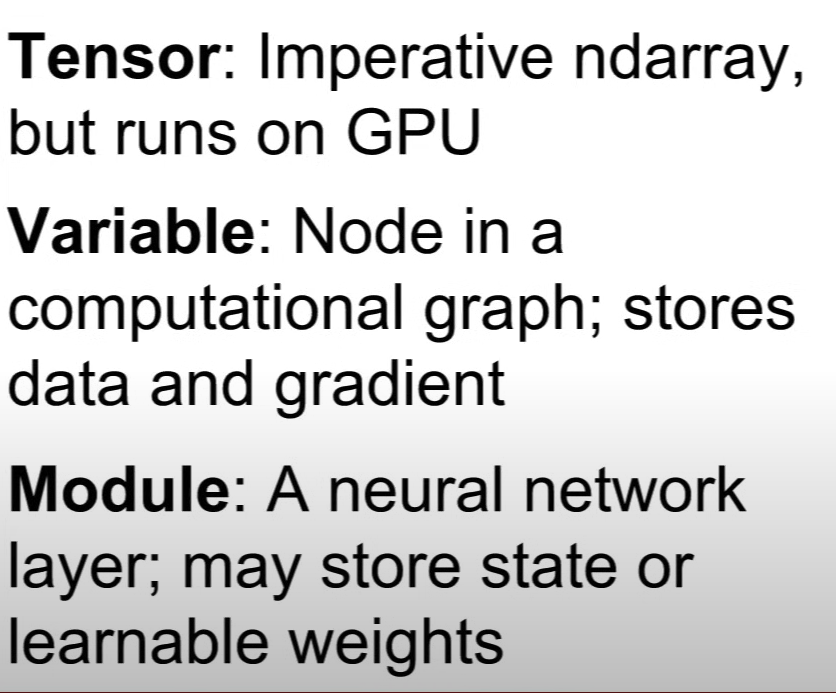 Tensor: Imperative ndarray,
but runs on GPU
Variable: Node in a
computational graph; stores
data and gradient
Module: A neural network
layer; may store state or
learnable weights